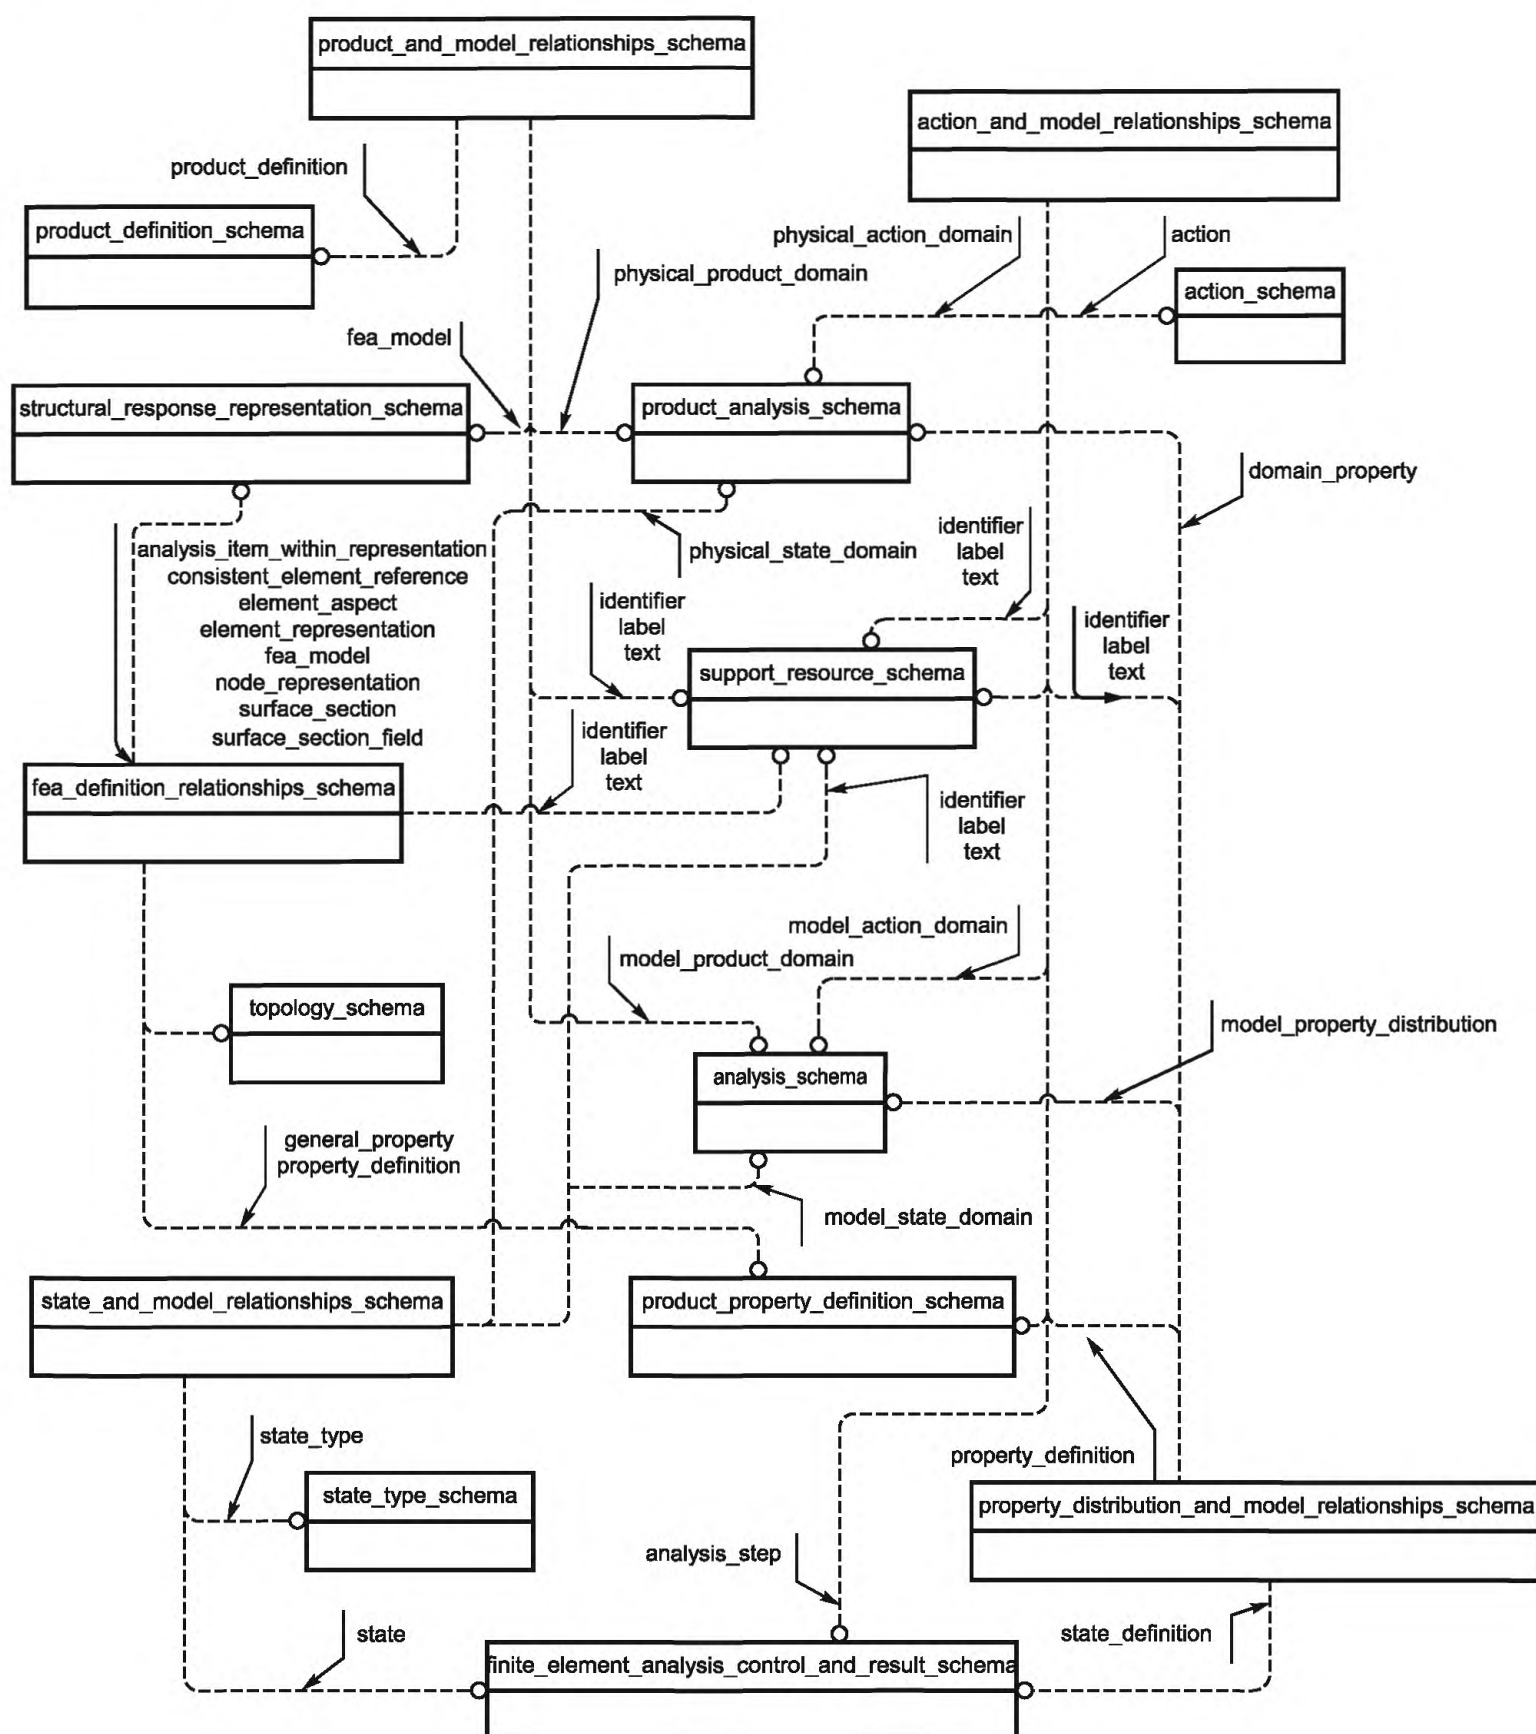 product_and_model_relationships_schema
action_and_model_relationships_schema
product_definition
product_definition_schema
physical_action_domain
action
physical_product_domain
action_schema
fea_model
structural_response_representation_schema
product_analysis_schema
domain_property
physical_state_domain
identifier
label
text
analysis_item_within_representation
consistent_element_reference
element_aspect
element_representation
fea_model
node_representation
surface_section
surface_section_field
identifier
label
text
identifier
label
text
support_resource_schema
identifier
label
text
fea_definition_relationships_schema
identifier
label
text
model_action_domain
model_product_domain
topology_schema
model_property_distribution
analysis_schema
general_property
property_definition
model_state_domain
state_and_model_relationships_schema
product_property_definition_schema
state_type
property_definition
state_type_schema
property_distribution_and_model_relationships_schema
analysis_step
state
state_definition
finite_element_analysis_control_and_result_schema